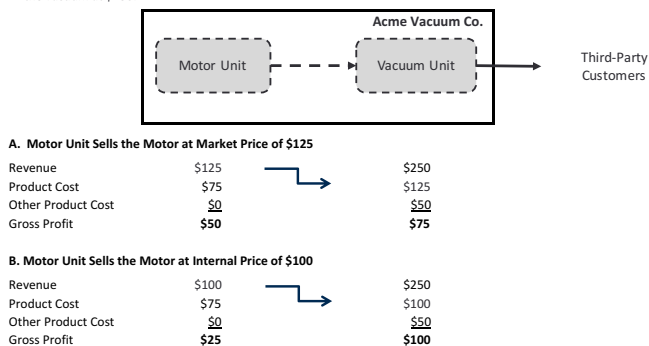 Acme Vacuum Co.
Motor Unit
Vacuum Unit
Third-Party
Customers
A. Motor Unit Sells the Motor at Market Price of $125
Revenue $125 $250
Product Cost $75 $125
Other Product Cost $0 $50
Gross Profit $50 $75
B. Motor Unit Sells the Motor at Internal Price of $100
Revenue $100 $250
Product Cost $75 $100
Other Product Cost $0 $50
Gross Profit $25 $100